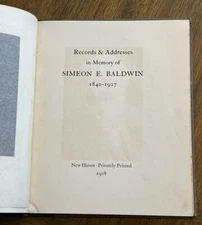 Records & Addresses
in Memory of
SIMEON E. BALDWIN
1840-1927
New Haven · Privately Printed
1928